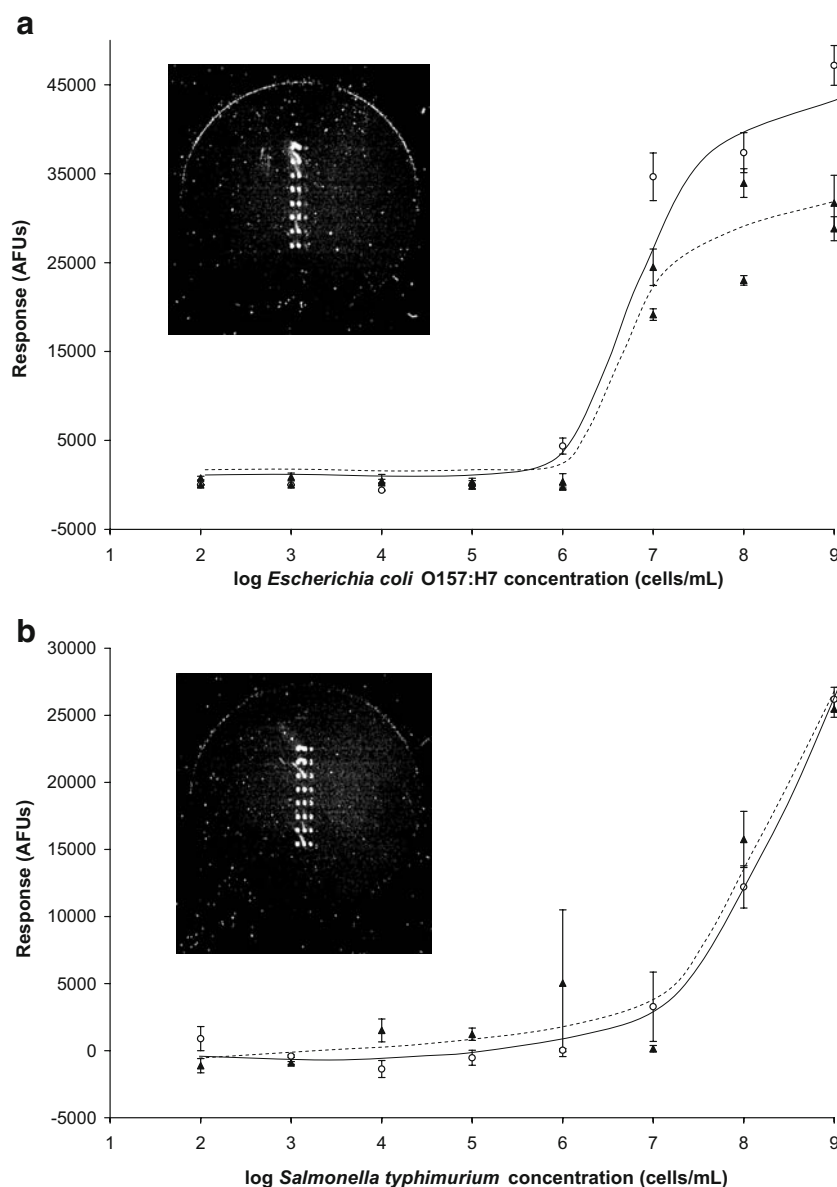 a
45000
35000
25000
15000
5000
-5000
Response (AFUs)
1 2 3 4 5 6 7 8 9
log Escherichia coli O157:H7 concentration (cells/mL)
b
30000
25000
20000
15000
10000
5000
0
-5000
Response (AFUs)
1 2 3 4 5 6 7 8 9
log Salmonella typhimurium concentration (cells/mL)